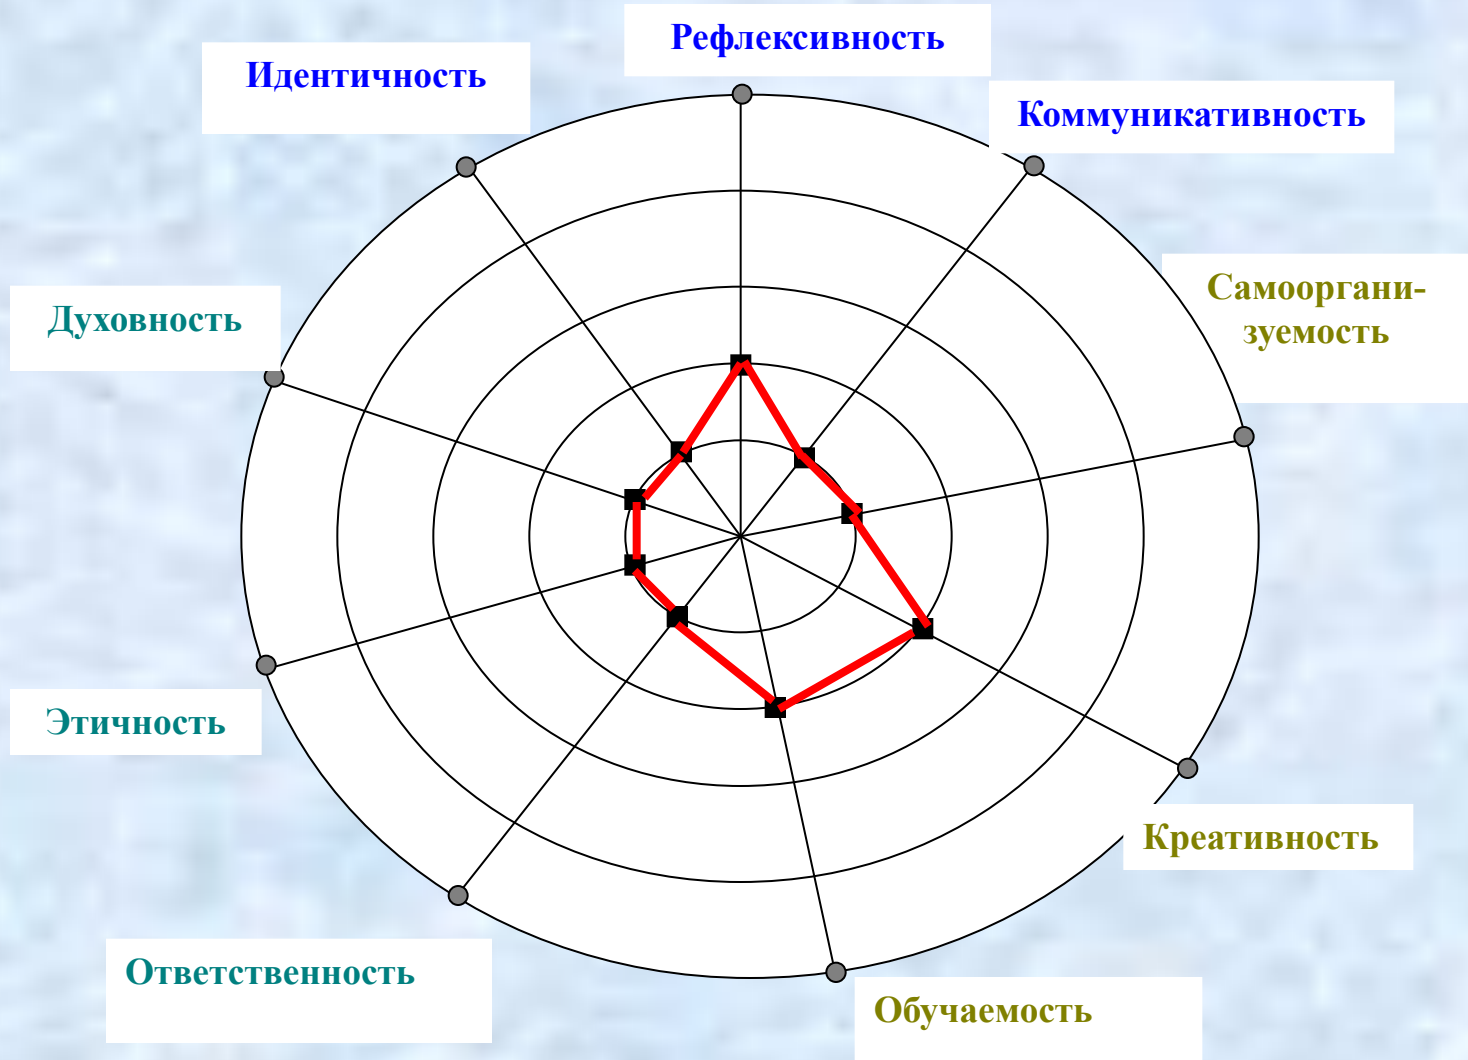 Рефлексивность
Идентичность
Коммуникативность
Самооргани-
зуемость
Духовность
Этичность
Креативность
Ответственность
Обучаемость